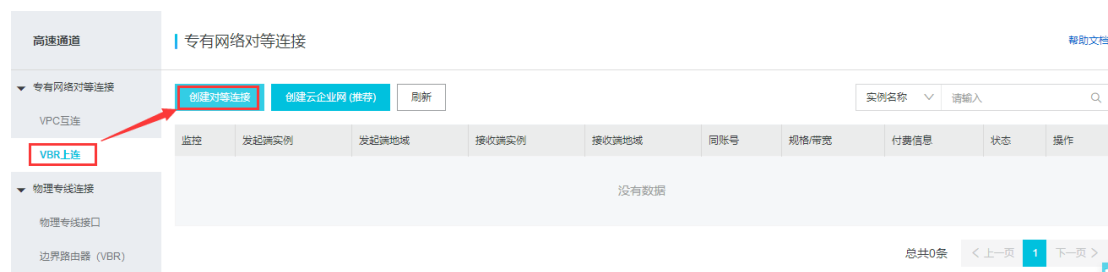 高速通道
专有网络对等连接
帮助文档
专有网络对等连接
VPC互连
VBR上连
物理专线连接
物理专线接口
边界路由器 (VBR)
创建对等连接 创建云企业网 (推荐) 刷新 实例名称 请输入
监控 发起端实例 发起端地域 接收端实例 接收端地域 同账号 规格/带宽 付费信息 状态 操作
没有数据
总共0条 上一页 1 下一页